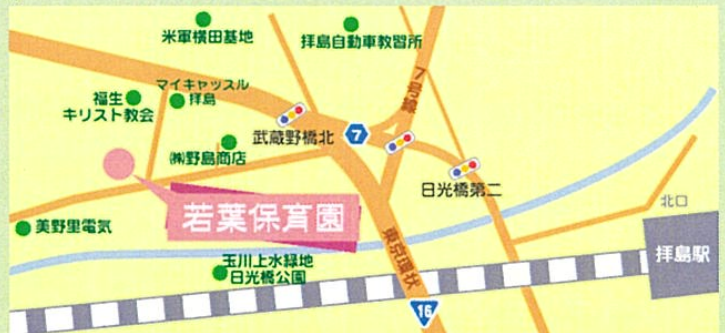 米軍横田基地
拝島自動車教習所
7号線
マイキャッスル
拝島
福生
キリスト教会
武蔵野橋北
7
㈱野島商店
日光橋第二
若葉保育園
北口
美野里電気
東京環状
拝島駅
玉川上水緑地
日光橋公園
16